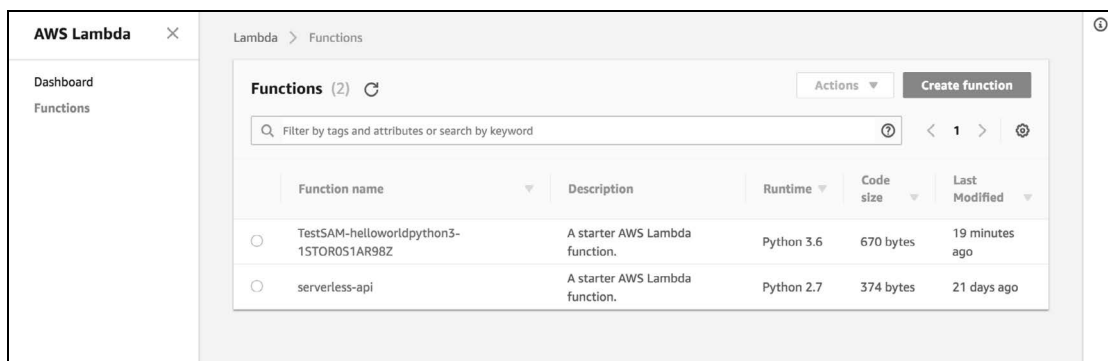 AWS Lambda
Dashboard
Functions
Lambda > Functions
Functions (2)
Actions
Create function
Filter by tags and attributes or search by keyword
1
Function name
Description
Runtime
Code
size
Last
Modified
TestSAM-helloworldpython3-
1STOR0S1AR98Z
A starter AWS Lambda
function.
Python 3.6
670 bytes
19 minutes
ago
serverless-api
A starter AWS Lambda
function.
Python 2.7
374 bytes
21 days ago